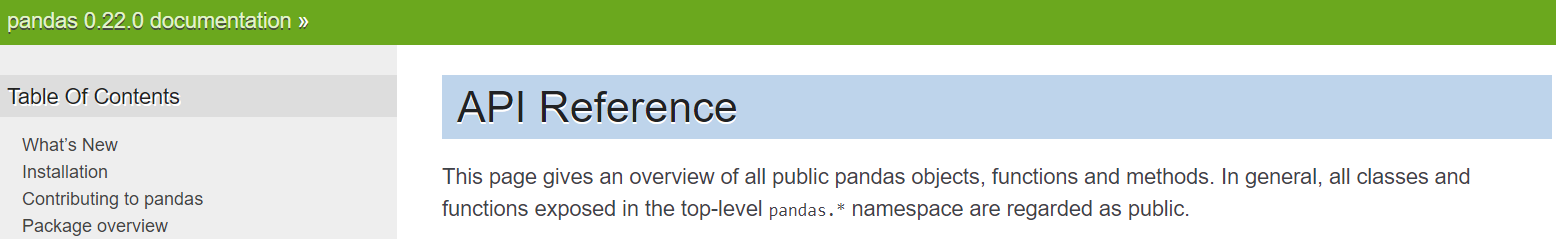 pandas 0.22.0 documentation »
Table Of Contents
What’s New
Installation
Contributing to pandas
Package overview
API Reference
This page gives an overview of all public pandas objects, functions and methods. In general, all classes and
functions exposed in the top-level pandas.* namespace are regarded as public.